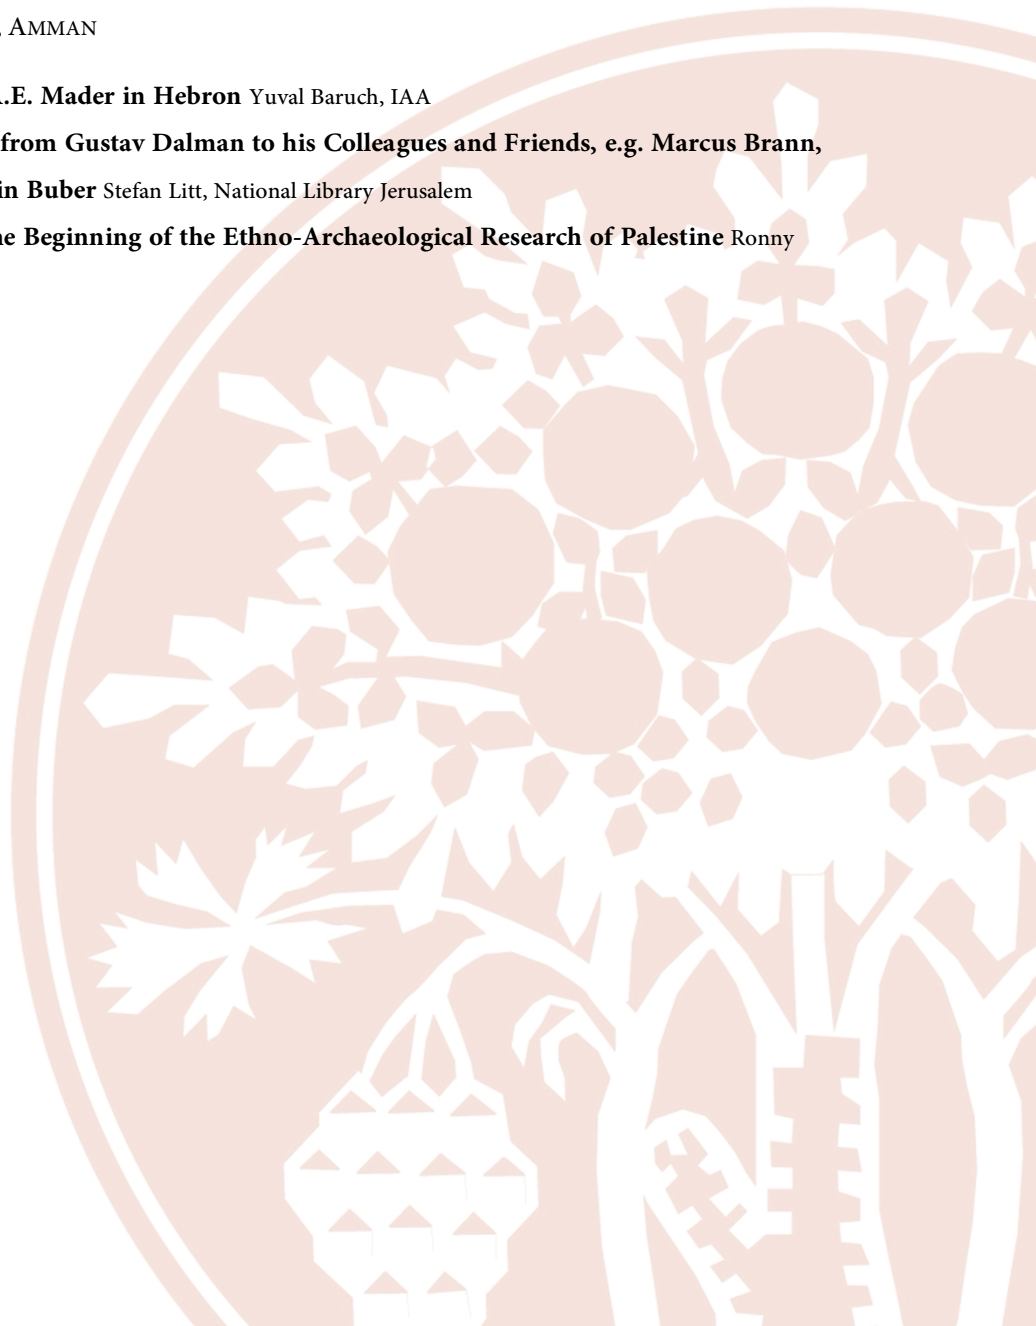 , AMMAN
.E. Mader in Hebron Yuval Baruch, IAA
from Gustav Dalman to his Colleagues and Friends, e.g. Marcus Brann,
in Buber Stefan Litt, National Library Jerusalem
e Beginning of the Ethno-Archaeological Research of Palestine Ronny